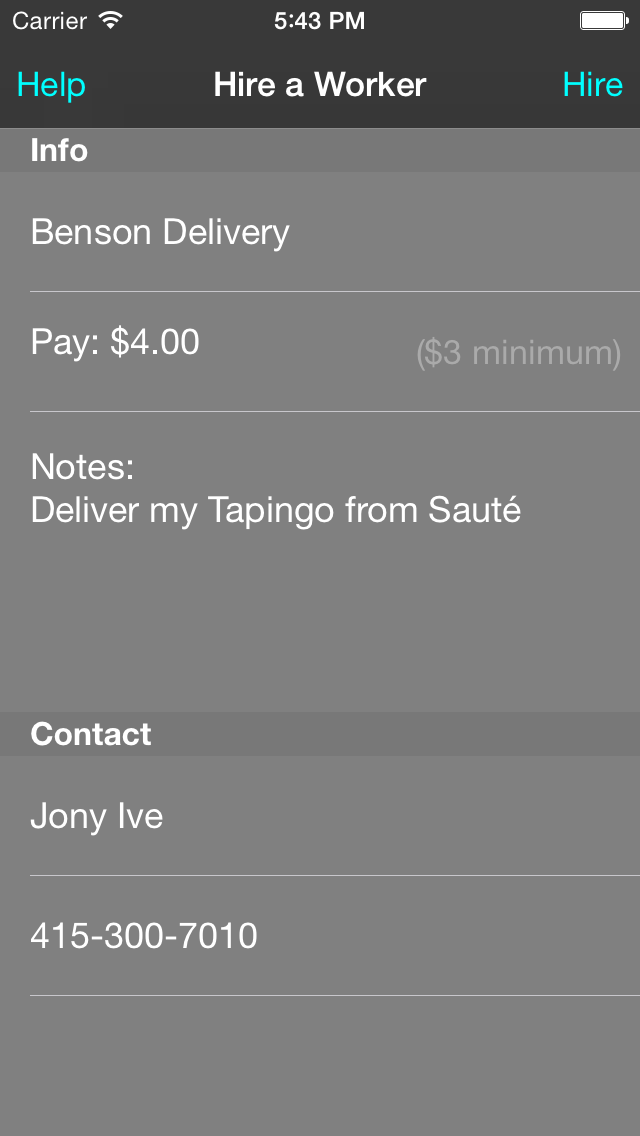 Carrier 5:43 PM
Help Hire a Worker Hire
Info
Benson Delivery
Pay: $4.00 ($3 minimum)
Notes:
Deliver my Tapingo from Sauté
Contact
Jony Ive
415-300-7010